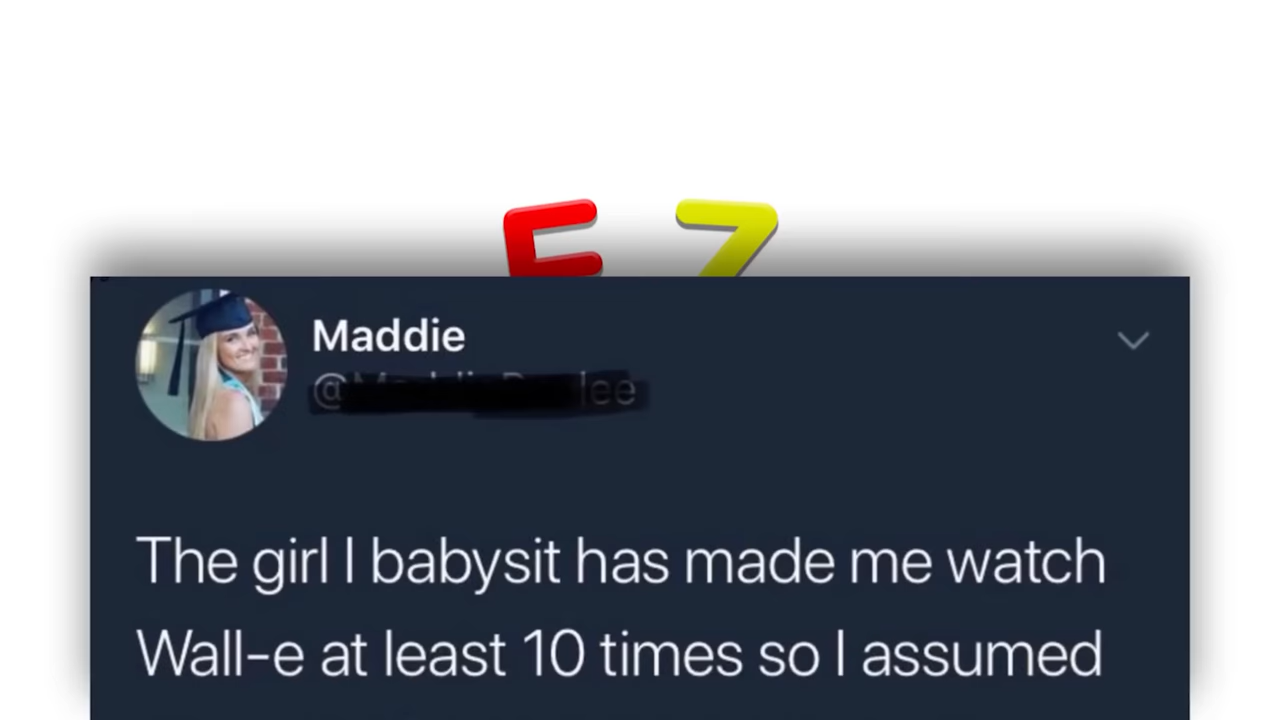 E Z
Maddie
The girl I babysit has made me watch
Wall-e at least 10 times so I assumed